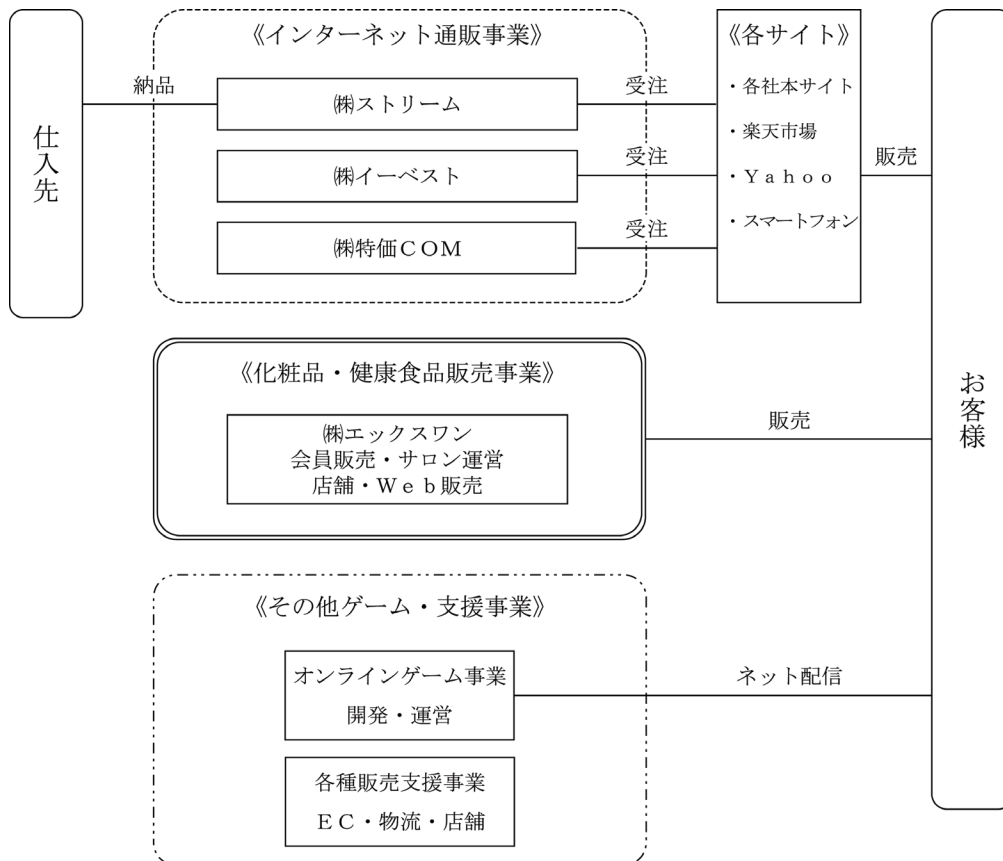 仕入先
納品
《インターネット通販事業》
㈱ストリーム
㈱イーベスト
㈱特価COM
受注
受注
受注
《各サイト》
・各社本サイト
・楽天市場
・Yahoo
・スマートフォン
販売
お客様
《化粧品・健康食品販売事業》
㈱エックスワン
会員販売・サロン運営
店舗・Web販売
販売
《その他ゲーム・支援事業》
オンラインゲーム事業
開発・運営
ネット配信
各種販売支援事業
EC・物流・店舗